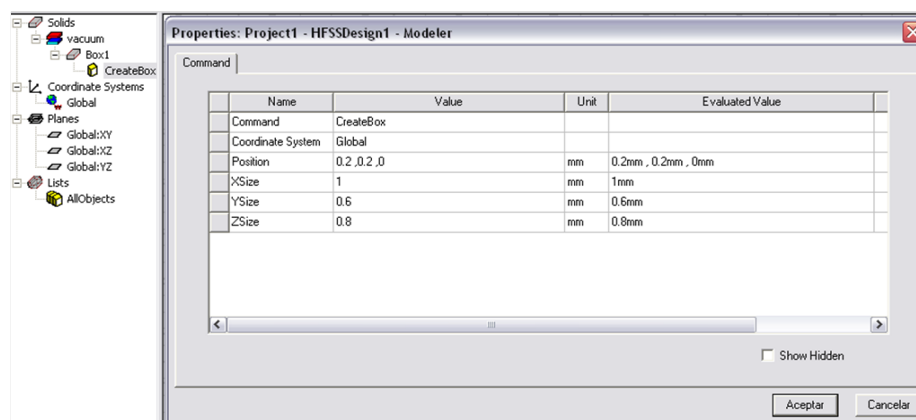 Solids
vacuum
Box1
CreateBox
Coordinate Systems
Global
Planes
Global:XY
Global:XZ
Global:YZ
Lists
AllObjects
Properties: Project1 - HFSSDesign1 - Modeler
Command
Name Value Unit Evaluated Value
Command CreateBox
Coordinate System Global
Position 0.2 ,0.2 ,0 mm 0.2mm , 0.2mm , 0mm
XSize 1 mm 1mm
YSize 0.6 mm 0.6mm
ZSize 0.8 mm 0.8mm
Show Hidden
Aceptar Cancelar